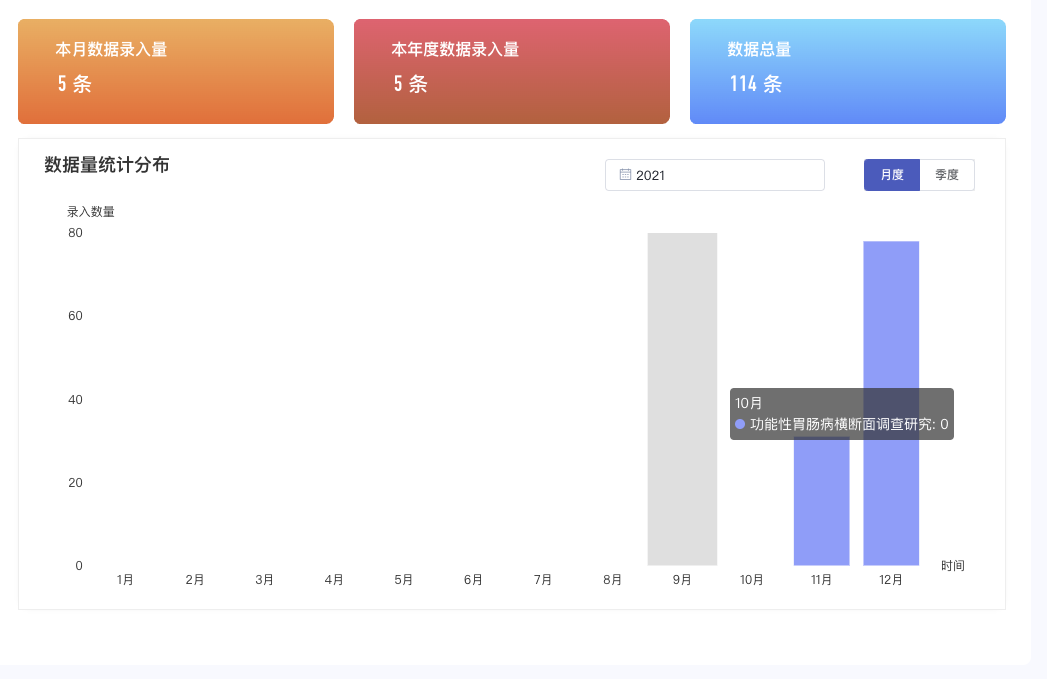 本月数据录入量
5 条
本年度数据录入量
5 条
数据总量
114 条
数据量统计分布
2021
月度
季度
录入数量
80
60
40
20
0
10月
功能性胃肠病横断面调查研究: 0
1月
2月
3月
4月
5月
6月
7月
8月
9月
10月
11月
12月
时间